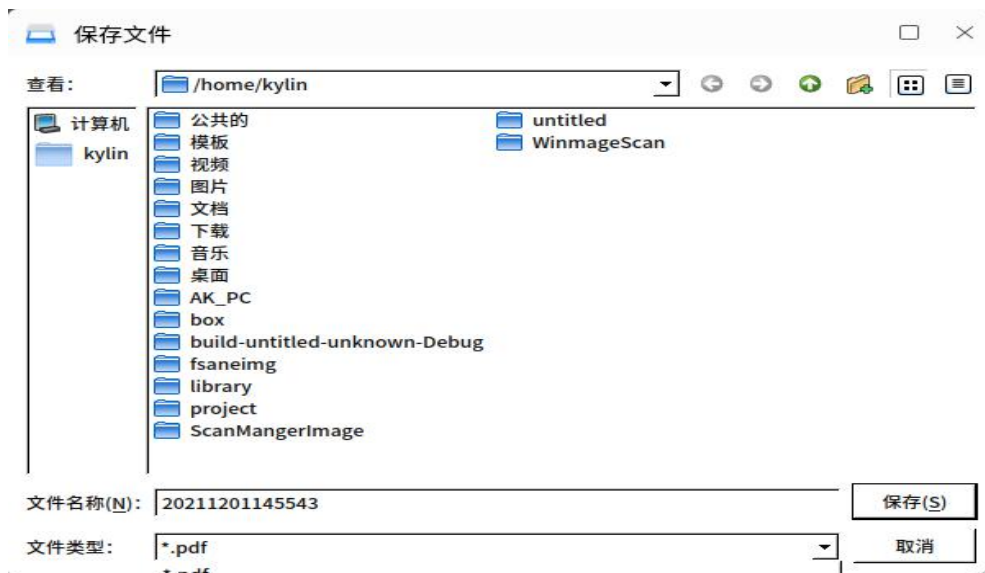 保存文件
查看: /home/kylin
计算机
kylin
公共的
模板
视频
图片
文档
下载
音乐
桌面
AK_PC
box
build-untitled-unknown-Debug
fsaneimg
library
project
ScanMangerImage
untitled
WinmageScan
文件名称(N): 20211201145543 保存(S)
文件类型: *.pdf 取消